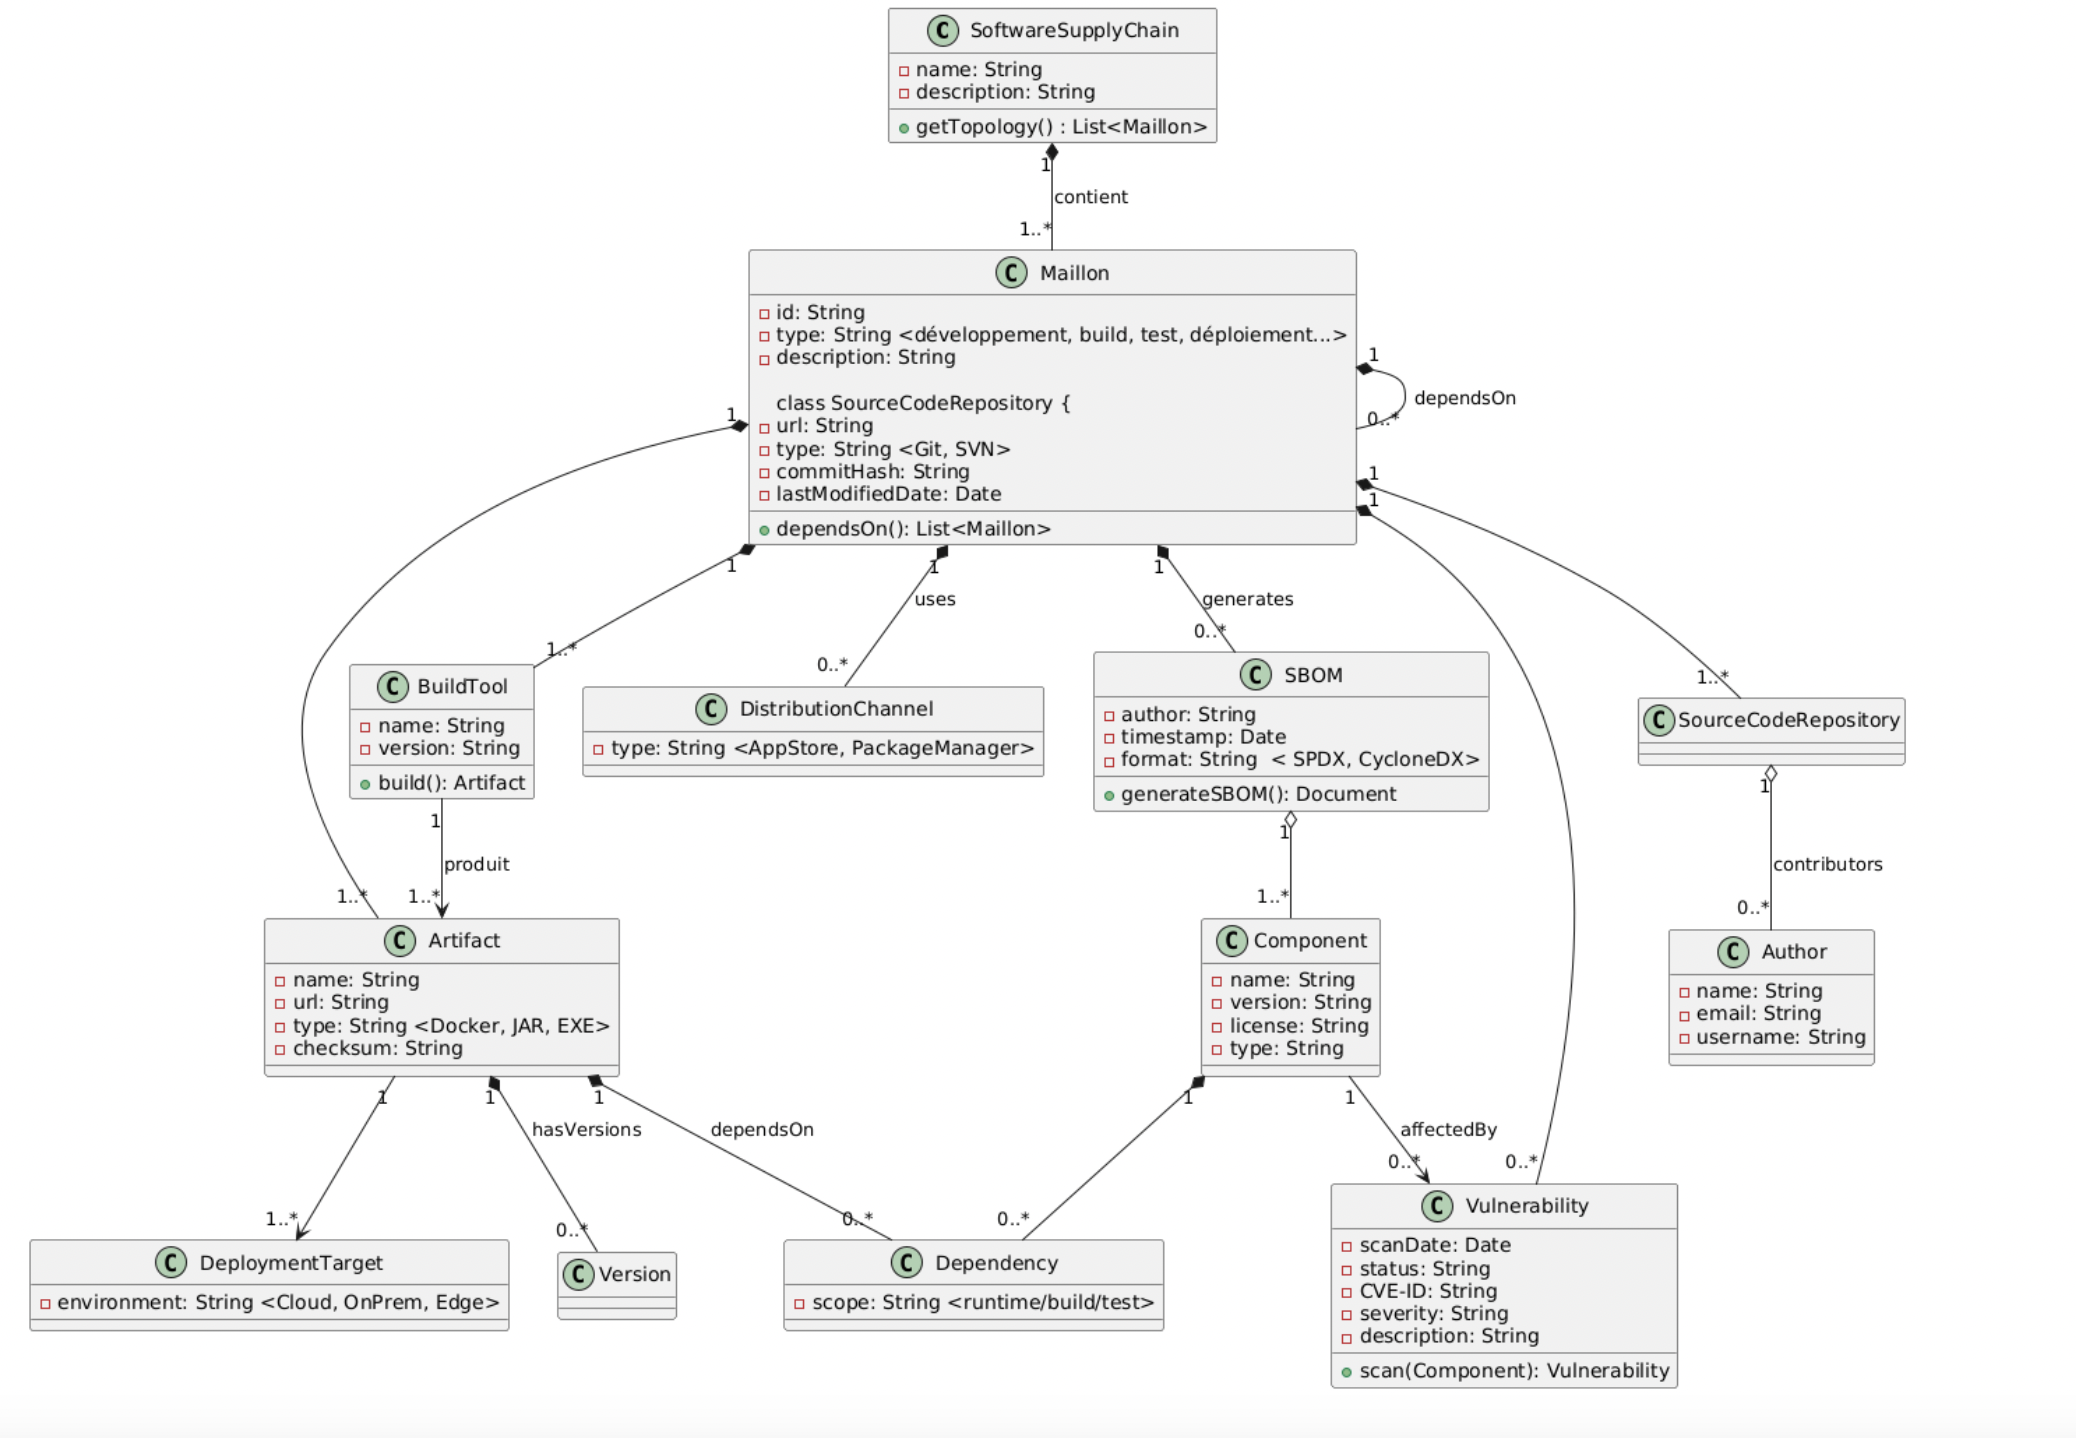 C SoftwareSupplyChain
name: String
description: String
getTopology() : List<Maillon>
1
contient
1..*
C Maillon
id: String
type: String <développement, build, test, déploiement...>
description: String
class SourceCodeRepository {
url: String
type: String <Git, SVN>
commitHash: String
lastModifiedDate: Date
dependsOn(): List<Maillon>
1
dependsOn
0..*
1
1
1
1
1
1
uses
generates
1..*
0..*
0..*
1..*
C BuildTool
name: String
version: String
build(): Artifact
C DistributionChannel
type: String <AppStore, PackageManager>
C SBOM
author: String
timestamp: Date
format: String < SPDX, CycloneDX>
generateSBOM(): Document
C SourceCodeRepository
1
produit
1..*
1..*
1
1..*
1
contributors
0..*
C Artifact
name: String
url: String
type: String <Docker, JAR, EXE>
checksum: String
C Component
name: String
version: String
license: String
type: String
C Author
name: String
email: String
username: String
1
1
1
1
1
hasVersions
dependsOn
affectedBy
1..*
0..*
0..*
0..*
0..*
0..*
C DeploymentTarget
environment: String <Cloud, OnPrem, Edge>
C Version
C Dependency
scope: String <runtime/build/test>
C Vulnerability
scanDate: Date
status: String
CVE-ID: String
severity: String
description: String
scan(Component): Vulnerability